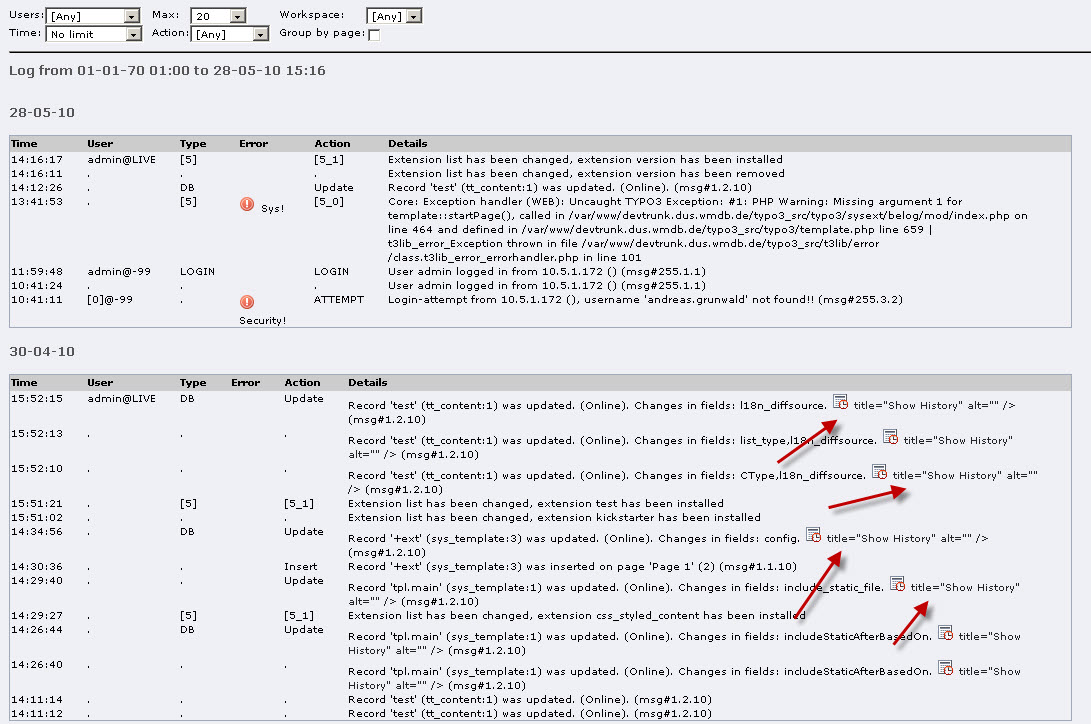 Users: [Any] Max: 20 Workspace: [Any]
Time: No limit Action: [Any] Group by page:
Log from 01-01-70 01:00 to 28-05-10 15:16
28-05-10
Time User Type Error Action Details
14:16:17 admin@LIVE [5] [5_1] Extension list has been changed, extension version has been installed
14:16:11 . . . Extension list has been changed, extension version has been removed
14:12:26 . DB Update Record 'test' (tt_content:1) was updated. (Online). (msg#1.2.10)
13:41:53 . [5] Sys! [5_0] Core: Exception handler (WEB): Uncaught TYPO3 Exception: #1: PHP Warning: Missing argument 1 for
template::startPage(), called in /var/www/devtrunk.dus.wmdb.de/typo3_src/typo3/sysext/belog/mod/index.php on
line 464 and defined in /var/www/devtrunk.dus.wmdb.de/typo3_src/typo3/template.php line 659 |
t3lib_error_Exception thrown in file /var/www/devtrunk.dus.wmdb.de/typo3_src/t3lib/error
/class.t3lib_error_errorhandler.php in line 101
11:59:48 admin@-99 LOGIN LOGIN User admin logged in from 10.5.1.172 () (msg#255.1.1)
10:41:24 . . . User admin logged in from 10.5.1.172 () (msg#255.1.1)
10:41:11 [0]@-99 . ATTEMPT Login-attempt from 10.5.1.172 (), username 'andreas.grunwald' not found!! (msg#255.3.2)
Security!
30-04-10
Time User Type Error Action Details
15:52:15 admin@LIVE DB Update Record 'test' (tt_content:1) was updated. (Online). Changes in fields: l18n_diffsource. title="Show History" alt="" />
(msg#1.2.10)
15:52:13 . . . Record 'test' (tt_content:1) was updated. (Online). Changes in fields: list_type,l18n_diffsource. title="Show History"
alt="" /> (msg#1.2.10)
15:52:10 . . . Record 'test' (tt_content:1) was updated. (Online). Changes in fields: CType,l18n_diffsource. title="Show History" alt=""
/> (msg#1.2.10)
15:51:21 . [5] [5_1] Extension list has been changed, extension test has been installed
15:51:02 . . . Extension list has been changed, extension kickstarter has been installed
14:34:56 . DB Update Record '+ext' (sys_template:3) was updated. (Online). Changes in fields: config. title="Show History" alt="" />
(msg#1.2.10)
14:30:36 . . Insert Record '+ext' (sys_template:3) was inserted on page 'Page 1' (2) (msg#1.1.10)
14:29:40 . . Update Record 'tpl.main' (sys_template:1) was updated. (Online). Changes in fields: include_static_file. title="Show History"
alt="" /> (msg#1.2.10)
14:29:27 . [5] [5_1] Extension list has been changed, extension css_styled_content has been installed
14:26:44 . DB Update Record 'tpl.main' (sys_template:1) was updated. (Online). Changes in fields: includeStaticAfterBasedOn. title="Show
History" alt="" /> (msg#1.2.10)
14:26:40 . . . Record 'tpl.main' (sys_template:1) was updated. (Online). Changes in fields: includeStaticAfterBasedOn. title="Show
History" alt="" /> (msg#1.2.10)
14:11:14 . . . Record 'test' (tt_content:1) was updated. (Online). (msg#1.2.10)
14:11:12 . . . Record 'test' (tt_content:1) was updated. (Online). (msg#1.2.10)